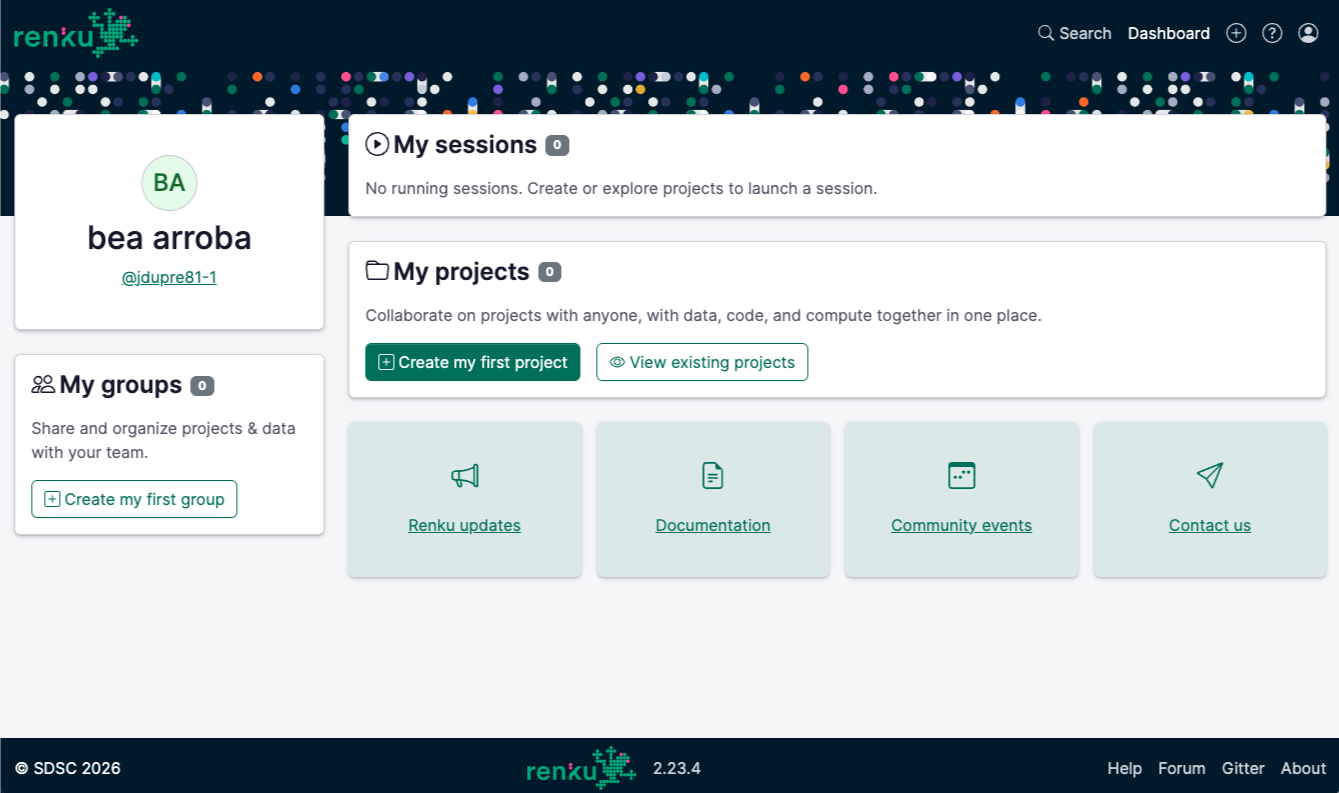 renku
Search Dashboard
BA
bea arroba
@jdupre81-1
My groups 0
Share and organize projects & data
with your team.
Create my first group
My sessions 0
No running sessions. Create or explore projects to launch a session.
My projects 0
Collaborate on projects with anyone, with data, code, and compute together in one place.
Create my first project View existing projects
Renku updates Documentation Community events Contact us
© SDSC 2026 renku 2.23.4 Help Forum Gitter About